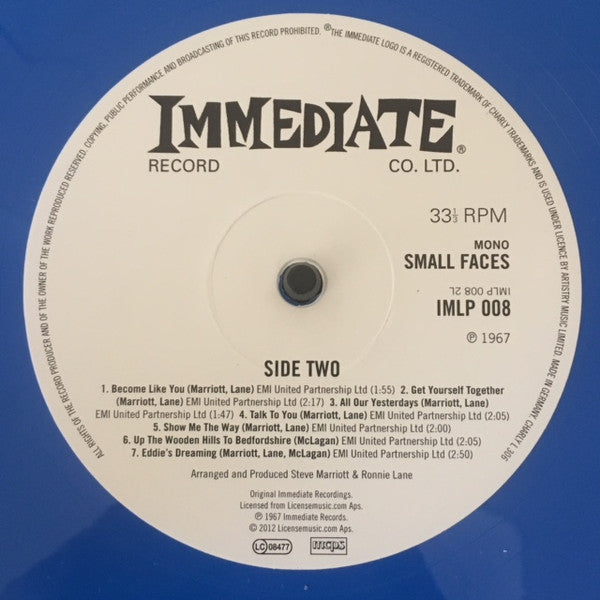 ALL RIGHTS OF THE RECORD PRODUCER AND OF THE OWNER OF THE WORK REPRODUCED RESERVED. COPYING, PUBLIC PERFORMANCE AND BROADCASTING OF THIS RECORD PROHIBITED. ®THE IMMEDIATE LOGO IS A REGISTERED TRADEMARK OF CHARLY TRADEMARKS AND IS USED UNDER LICENCE BY ARTISTRY MUSIC LIMITED. MADE IN GERMANY. CHARLY L 306
IMMEDIATE®
RECORD CO. LTD.
33⅓ RPM
MONO
SMALL FACES
IMLP 008 2L
IMLP 008
℗ 1967
SIDE TWO
1. Become Like You (Marriott, Lane) EMI United Partnership Ltd (1:55) 2. Get Yourself Together
(Marriott, Lane) EMI United Partnership Ltd (2:17) 3. All Our Yesterdays (Marriott, Lane)
EMI United Partnership Ltd (1:47) 4. Talk To You (Marriott, Lane) EMI United Partnership Ltd (2:05)
5. Show Me The Way (Marriott, Lane) EMI United Partnership Ltd (2:00)
6. Up The Wooden Hills To Bedfordshire (McLagan) EMI United Partnership Ltd (2:05)
7. Eddie's Dreaming (Marriott, Lane, McLagan) EMI United Partnership Ltd (2:50)
Arranged and Produced Steve Marriott & Ronnie Lane
Original Immediate Recordings.
Licensed from Licensemusic.com Aps.
℗ 1967 Immediate Records.
© 2012 Licensemusic.com Aps.
LC 08477 mcps